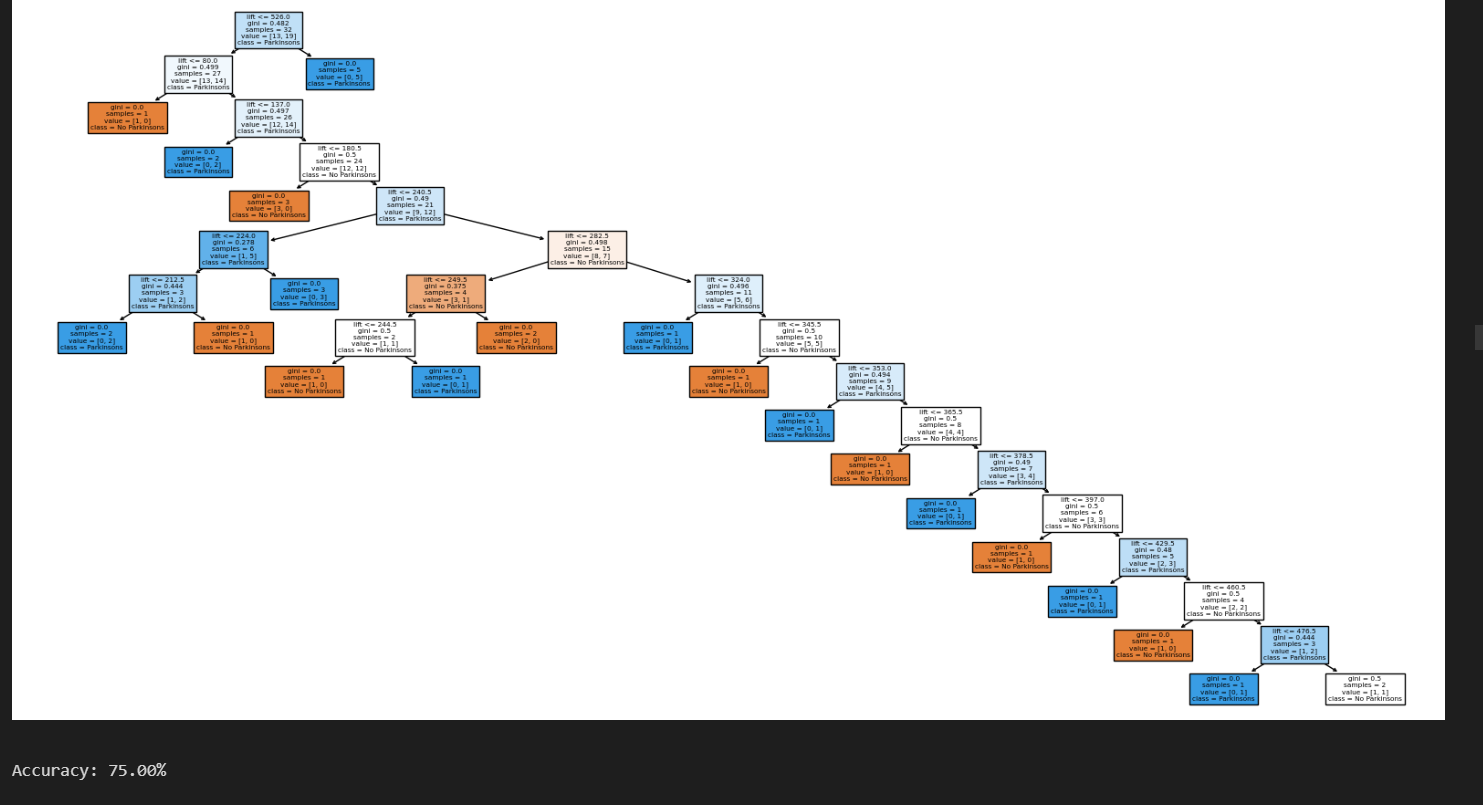 lift <= 526.0
gini = 0.482
samples = 32
value = [13, 19]
class = Parkinsons
lift <= 80.0
gini = 0.499
samples = 27
value = [13, 14]
class = Parkinsons
gini = 0.0
samples = 5
value = [0, 5]
class = Parkinsons
gini = 0.0
samples = 1
value = [1, 0]
class = No Parkinsons
lift <= 137.0
gini = 0.497
samples = 26
value = [12, 14]
class = Parkinsons
gini = 0.0
samples = 2
value = [0, 2]
class = Parkinsons
lift <= 180.5
gini = 0.5
samples = 24
value = [12, 12]
class = No Parkinsons
gini = 0.0
samples = 3
value = [3, 0]
class = No Parkinsons
lift <= 240.5
gini = 0.49
samples = 21
value = [9, 12]
class = Parkinsons
lift <= 224.0
gini = 0.278
samples = 6
value = [1, 5]
class = Parkinsons
lift <= 282.5
gini = 0.498
samples = 15
value = [8, 7]
class = No Parkinsons
lift <= 212.5
gini = 0.444
samples = 3
value = [1, 2]
class = Parkinsons
gini = 0.0
samples = 3
value = [0, 3]
class = Parkinsons
lift <= 249.5
gini = 0.375
samples = 4
value = [3, 1]
class = No Parkinsons
lift <= 324.0
gini = 0.496
samples = 11
value = [5, 6]
class = Parkinsons
gini = 0.0
samples = 2
value = [0, 2]
class = Parkinsons
gini = 0.0
samples = 1
value = [1, 0]
class = No Parkinsons
lift <= 244.5
gini = 0.5
samples = 2
value = [1, 1]
class = No Parkinsons
gini = 0.0
samples = 2
value = [2, 0]
class = No Parkinsons
gini = 0.0
samples = 1
value = [0, 1]
class = Parkinsons
lift <= 345.5
gini = 0.5
samples = 10
value = [5, 5]
class = No Parkinsons
gini = 0.0
samples = 1
value = [1, 0]
class = No Parkinsons
gini = 0.0
samples = 1
value = [0, 1]
class = Parkinsons
gini = 0.0
samples = 1
value = [1, 0]
class = No Parkinsons
lift <= 353.0
gini = 0.494
samples = 9
value = [4, 5]
class = Parkinsons
gini = 0.0
samples = 1
value = [0, 1]
class = Parkinsons
lift <= 365.5
gini = 0.5
samples = 8
value = [4, 4]
class = No Parkinsons
gini = 0.0
samples = 1
value = [1, 0]
class = No Parkinsons
lift <= 378.5
gini = 0.49
samples = 7
value = [3, 4]
class = Parkinsons
gini = 0.0
samples = 1
value = [0, 1]
class = Parkinsons
lift <= 397.0
gini = 0.5
samples = 6
value = [3, 3]
class = No Parkinsons
gini = 0.0
samples = 1
value = [1, 0]
class = No Parkinsons
lift <= 429.5
gini = 0.48
samples = 5
value = [2, 3]
class = Parkinsons
gini = 0.0
samples = 1
value = [0, 1]
class = Parkinsons
lift <= 460.5
gini = 0.5
samples = 4
value = [2, 2]
class = No Parkinsons
gini = 0.0
samples = 1
value = [1, 0]
class = No Parkinsons
lift <= 476.5
gini = 0.444
samples = 3
value = [1, 2]
class = Parkinsons
gini = 0.0
samples = 1
value = [0, 1]
class = Parkinsons
gini = 0.5
samples = 2
value = [1, 1]
class = No Parkinsons
Accuracy: 75.00%